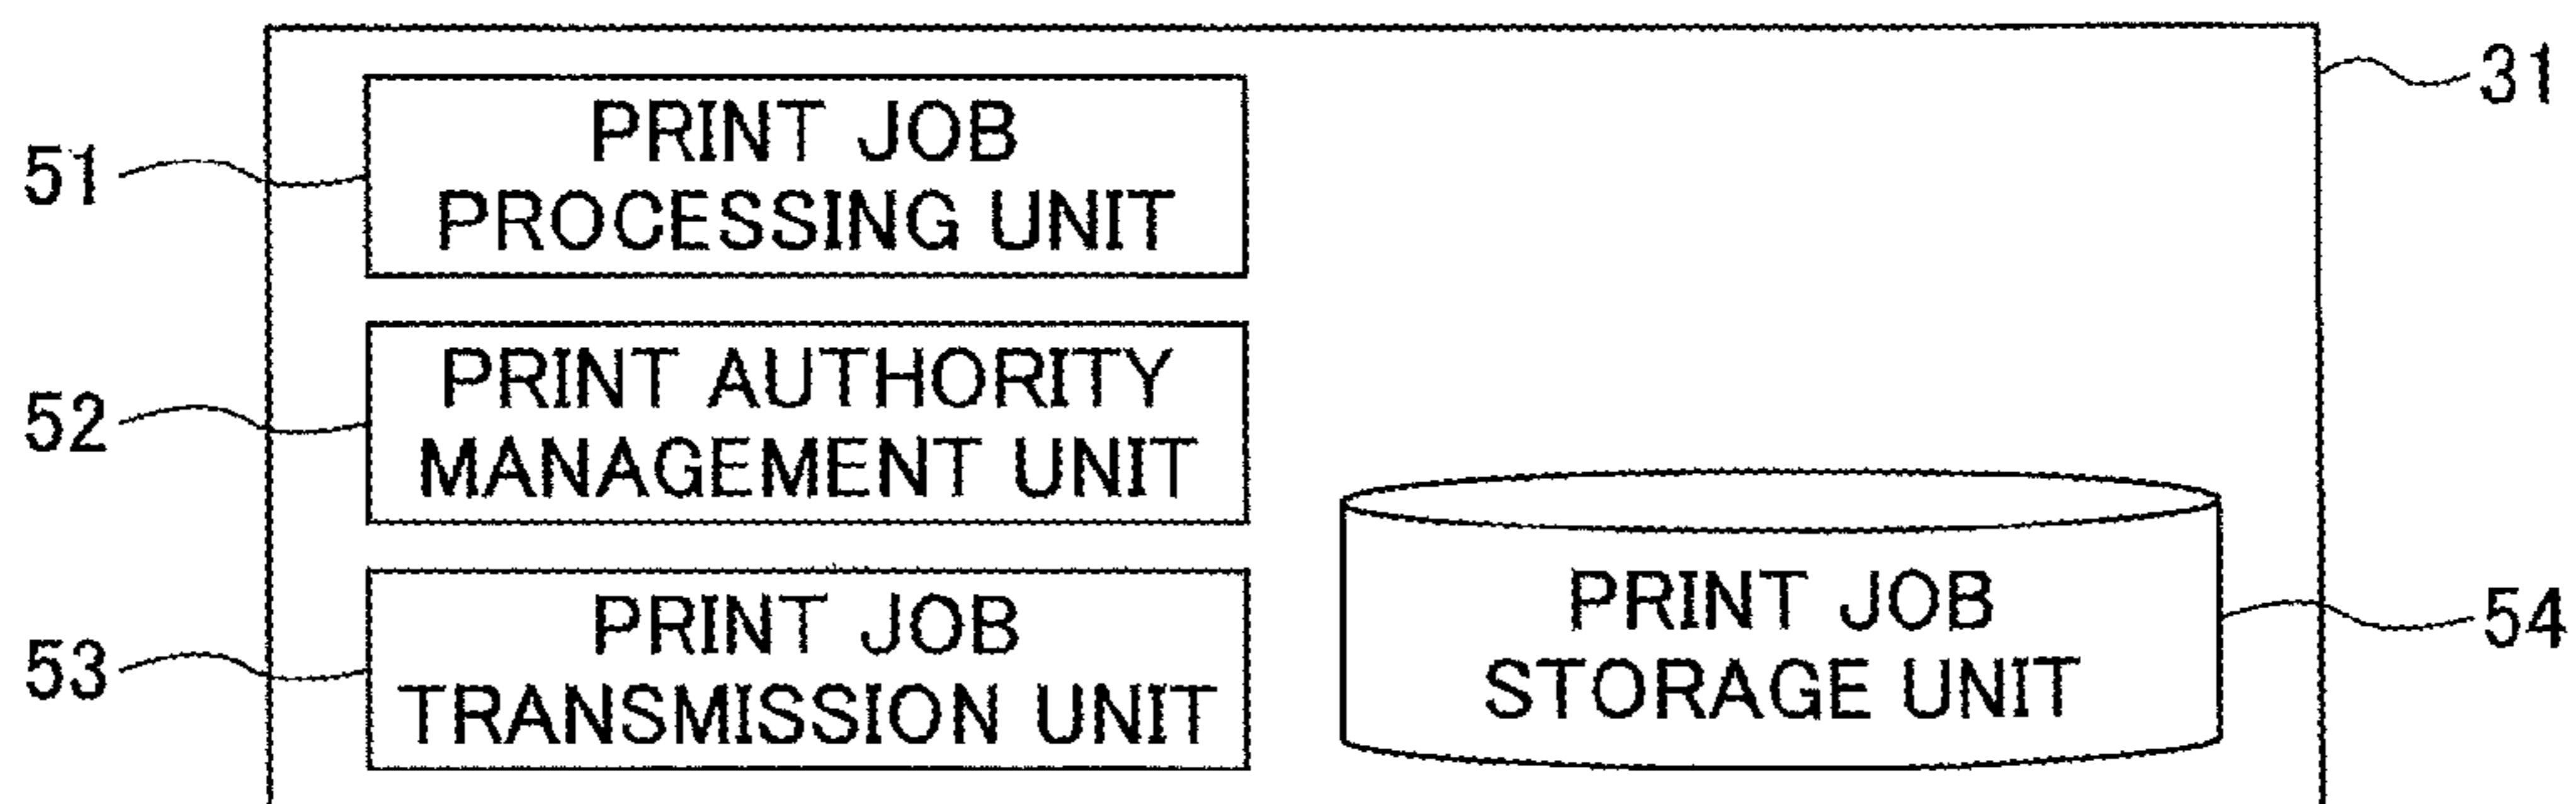 31
51
PRINT JOB
PROCESSING UNIT
52
PRINT AUTHORITY
MANAGEMENT UNIT
53
PRINT JOB
TRANSMISSION UNIT
PRINT JOB
STORAGE UNIT
54